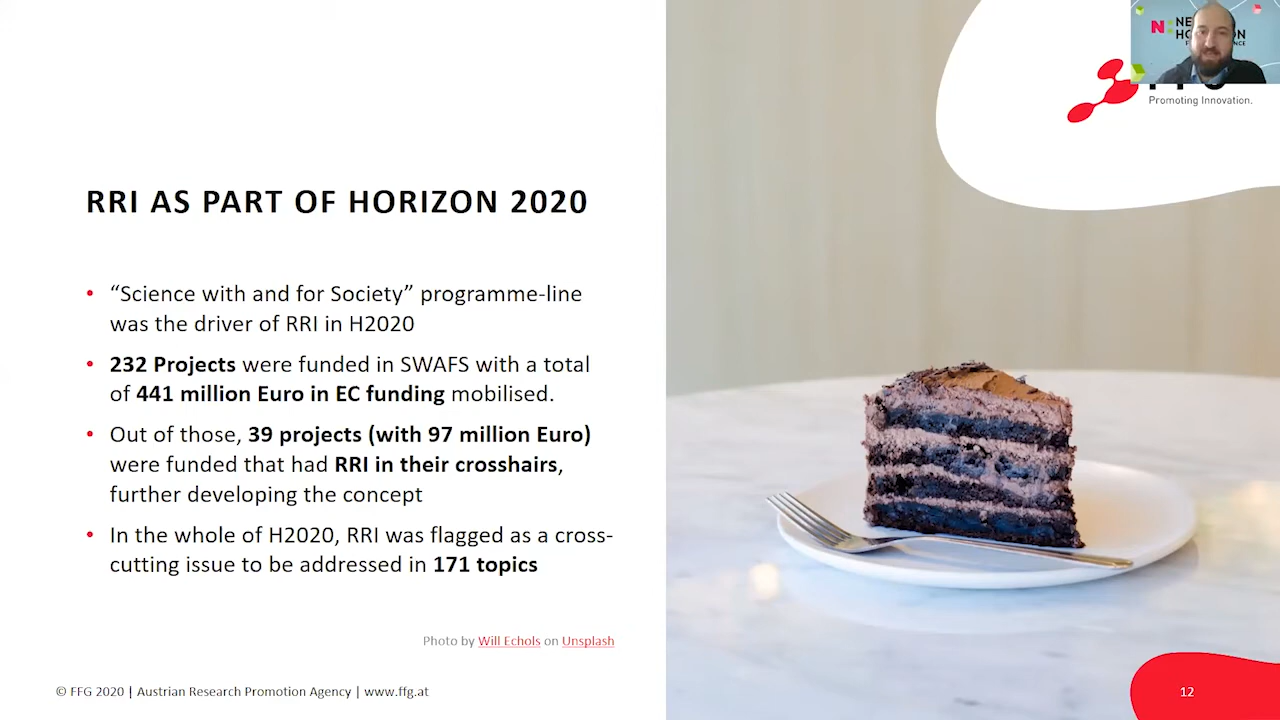 RRI AS PART OF HORIZON 2020
• “Science with and for Society” programme-line
was the driver of RRI in H2020
• 232 Projects were funded in SWAFS with a total
of 441 million Euro in EC funding mobilised.
• Out of those, 39 projects (with 97 million Euro)
were funded that had RRI in their crosshairs,
further developing the concept
• In the whole of H2020, RRI was flagged as a cross-
cutting issue to be addressed in 171 topics
Photo by Will Echols on Unsplash
© FFG 2020 | Austrian Research Promotion Agency | www.ffg.at
Promoting Innovation.
12